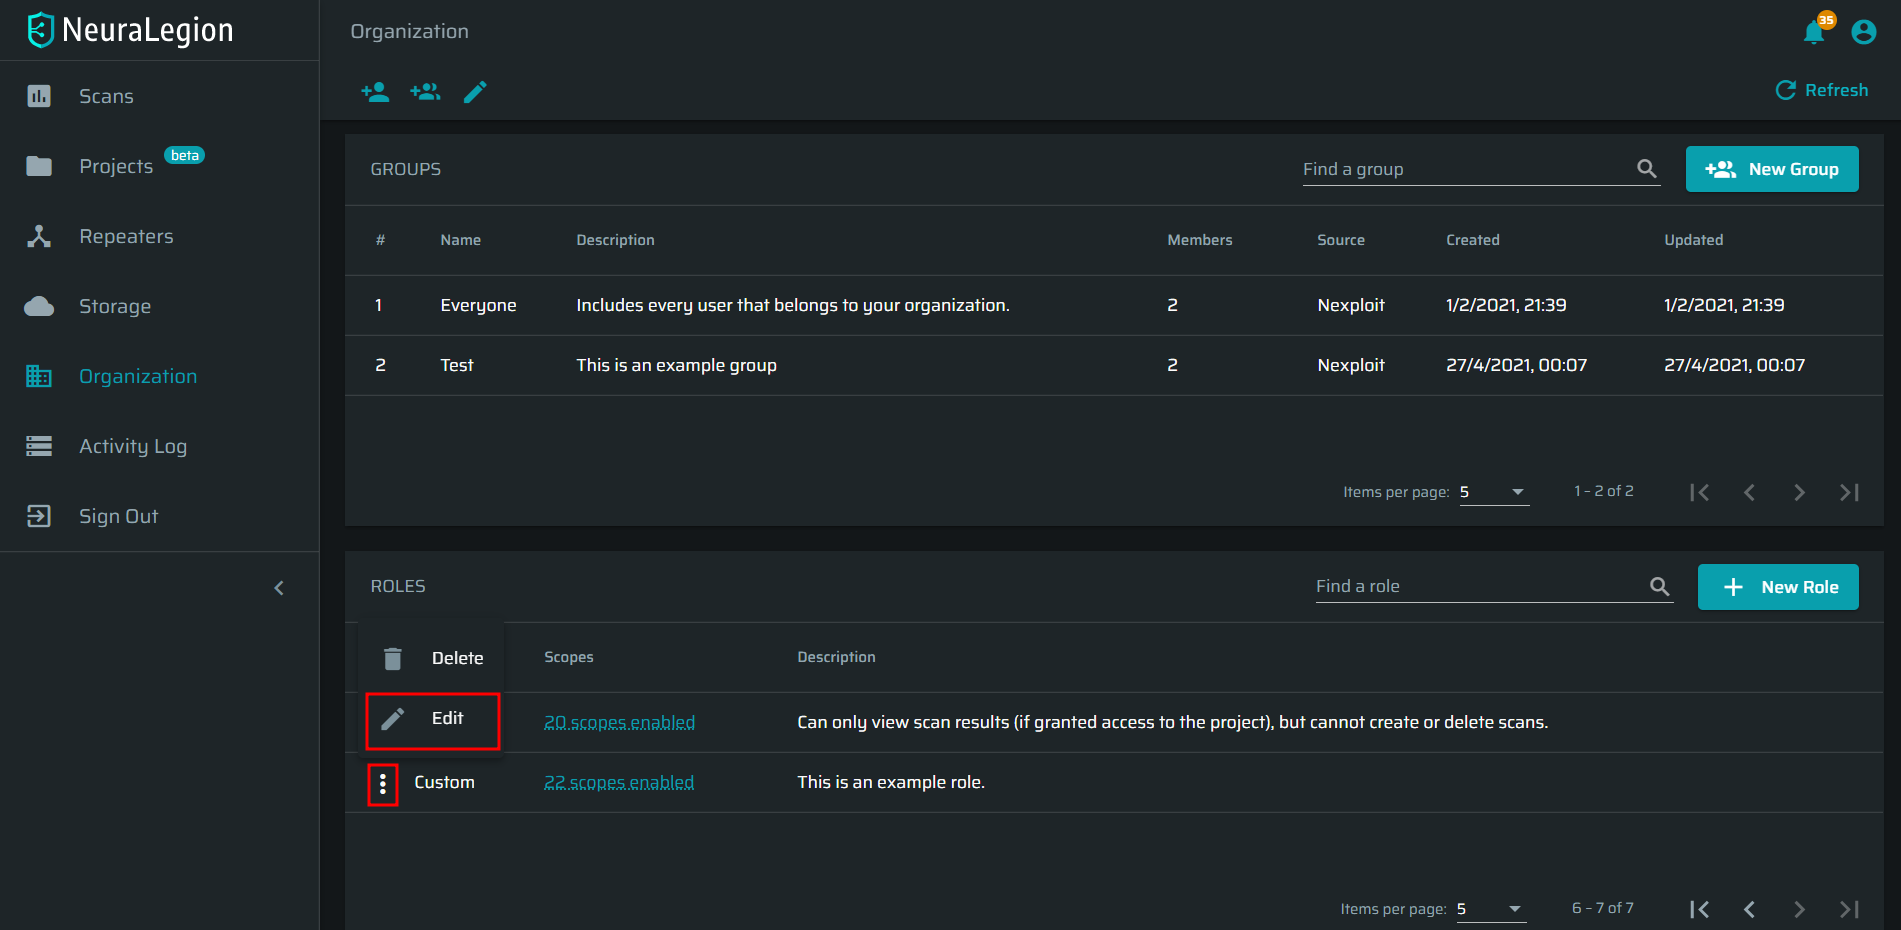 NeuraLegion
Organization
35
Scans
Projects beta
Repeaters
Storage
Organization
Activity Log
Sign Out
Refresh
GROUPS
Find a group
New Group
# Name Description Members Source Created Updated
1 Everyone Includes every user that belongs to your organization. 2 Nexploit 1/2/2021, 21:39 1/2/2021, 21:39
2 Test This is an example group 2 Nexploit 27/4/2021, 00:07 27/4/2021, 00:07
Items per page: 5 1 – 2 of 2
ROLES
Find a role
New Role
Delete
Edit
Scopes Description
20 scopes enabled Can only view scan results (if granted access to the project), but cannot create or delete scans.
Custom 22 scopes enabled This is an example role.
Items per page: 5 6 – 7 of 7